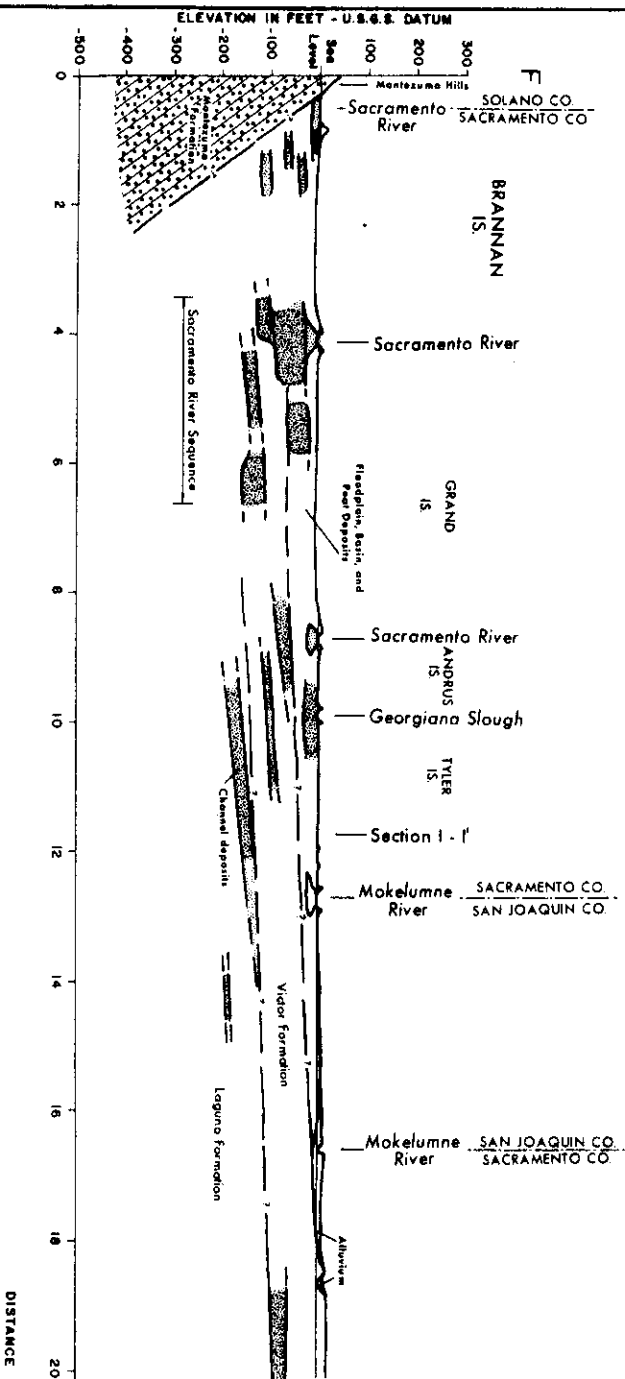 ELEVATION IN FEET - U.S.G.S. DATUM
-500
-400
-300
-200
-100
Sea
Level
100
200
300
F
Montezuma Hills
Sacramento
River
SOLANO CO.
SACRAMENTO CO
Montezuma
Formation
BRANNAN
IS.
Sacramento River
Sacramento River Sequence
GRAND
IS.
Floodplain, Basin, and
Peat Deposits
Sacramento River
ANDRUS
IS.
Georgiana Slough
TYLER
IS.
Channel deposits
Section I - I'
Mokelumne
River
SACRAMENTO CO.
SAN JOAQUIN CO.
Victor Formation
Laguna Formation
Mokelumne
River
SAN JOAQUIN CO.
SACRAMENTO CO.
Alluvium
?
?
?
?
?
?
?
0
2
4
6
8
10
12
14
16
18
20
DISTANCE